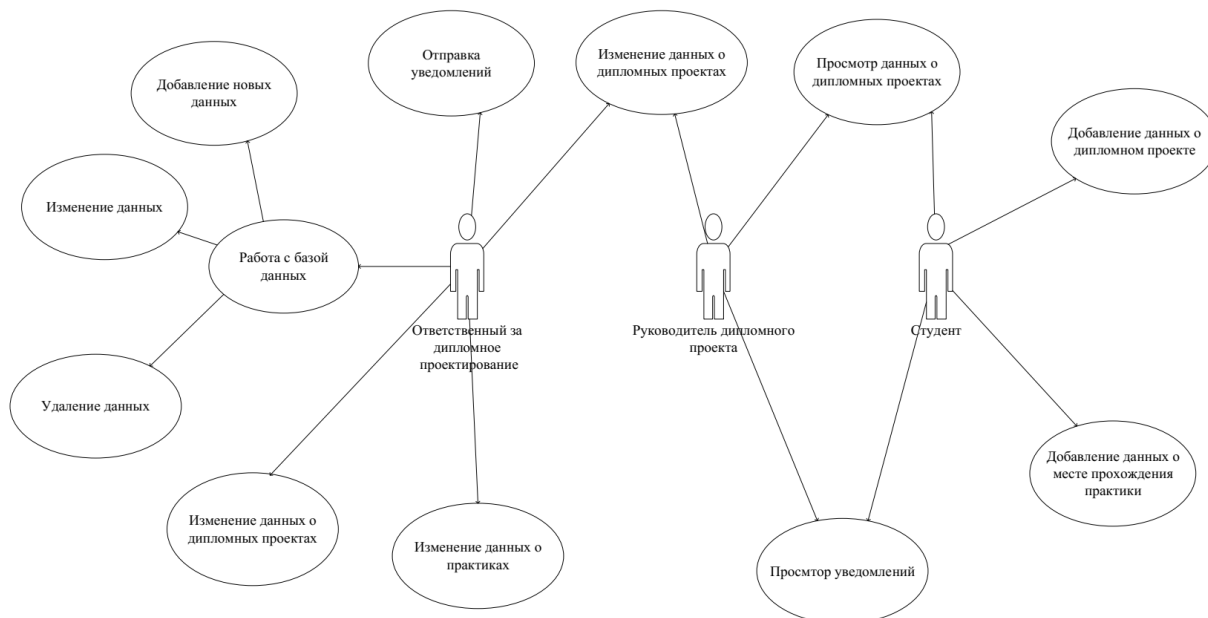 Отправка
уведомлений
Изменение данных о
дипломных проектах
Просмотр данных о
дипломных проектах
Добавление новых
данных
Добавление данных о
дипломном проекте
Изменение данных
Работа с базой
данных
Ответственный за
дипломное
проектирование
Руководитель дипломного
проекта
Студент
Удаление данных
Изменение данных о
дипломных проектах
Изменение данных о
практиках
Просмтор уведомлений
Добавление данных о
месте прохождения
практики